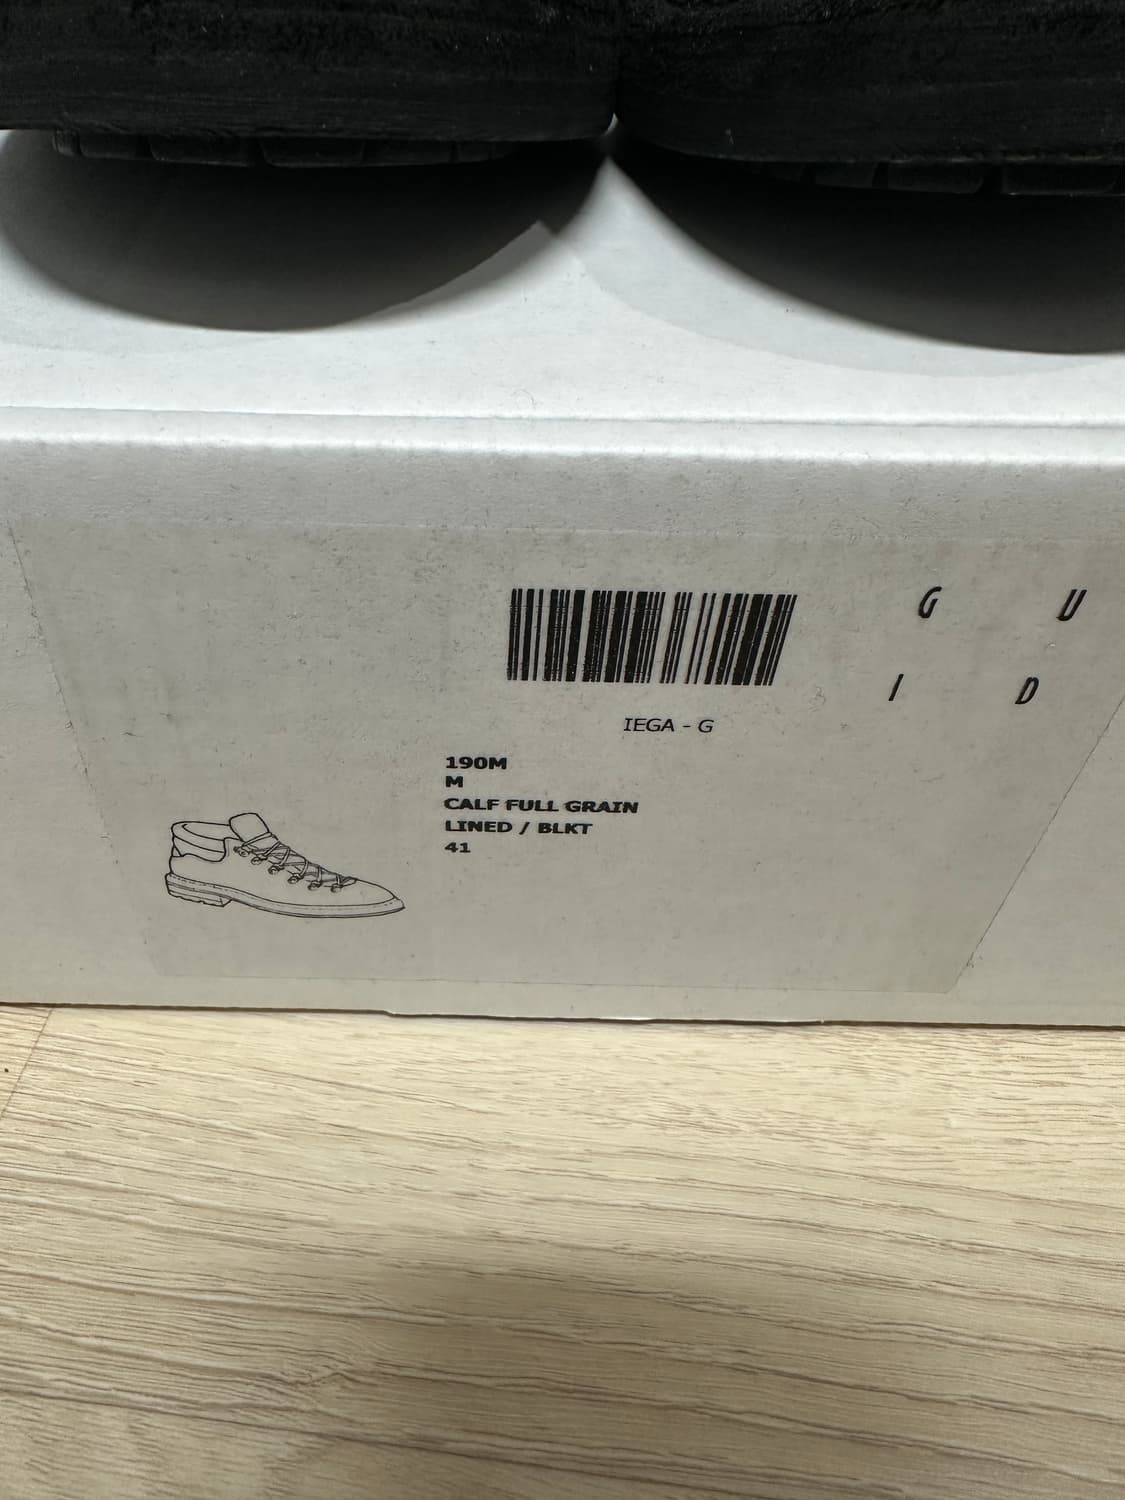 G U
I D
IEGA - G
190M
M
CALF FULL GRAIN
LINED / BLKT
41